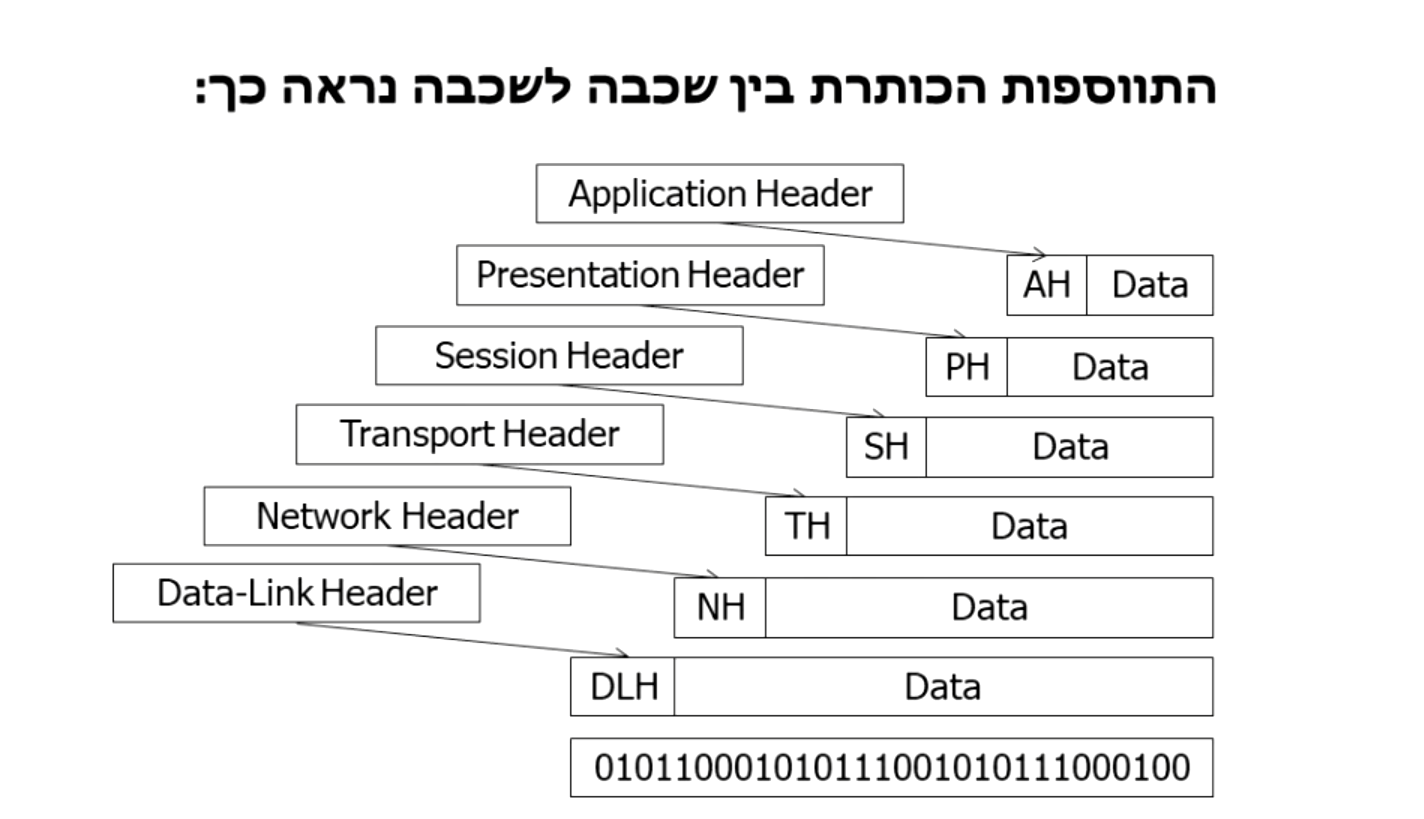 התווספות הכותרת בין שכבה לשכבה נראה כך:
Application Header
AH Data
Presentation Header
PH Data
Session Header
SH Data
Transport Header
TH Data
Network Header
NH Data
Data-Link Header
DLH Data
010110001010111001010111000100